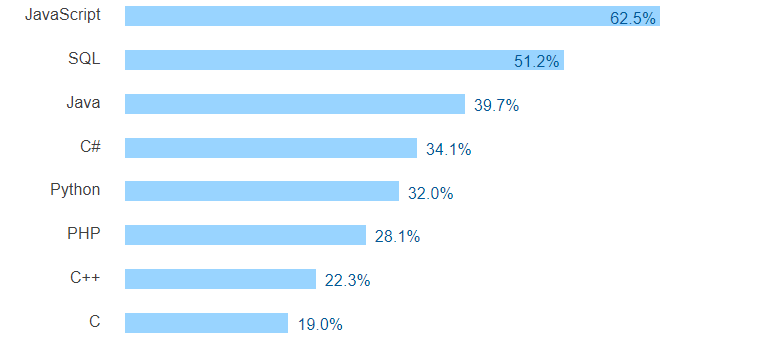 JavaScript 62.5%
SQL 51.2%
Java 39.7%
C# 34.1%
Python 32.0%
PHP 28.1%
C++ 22.3%
C 19.0%